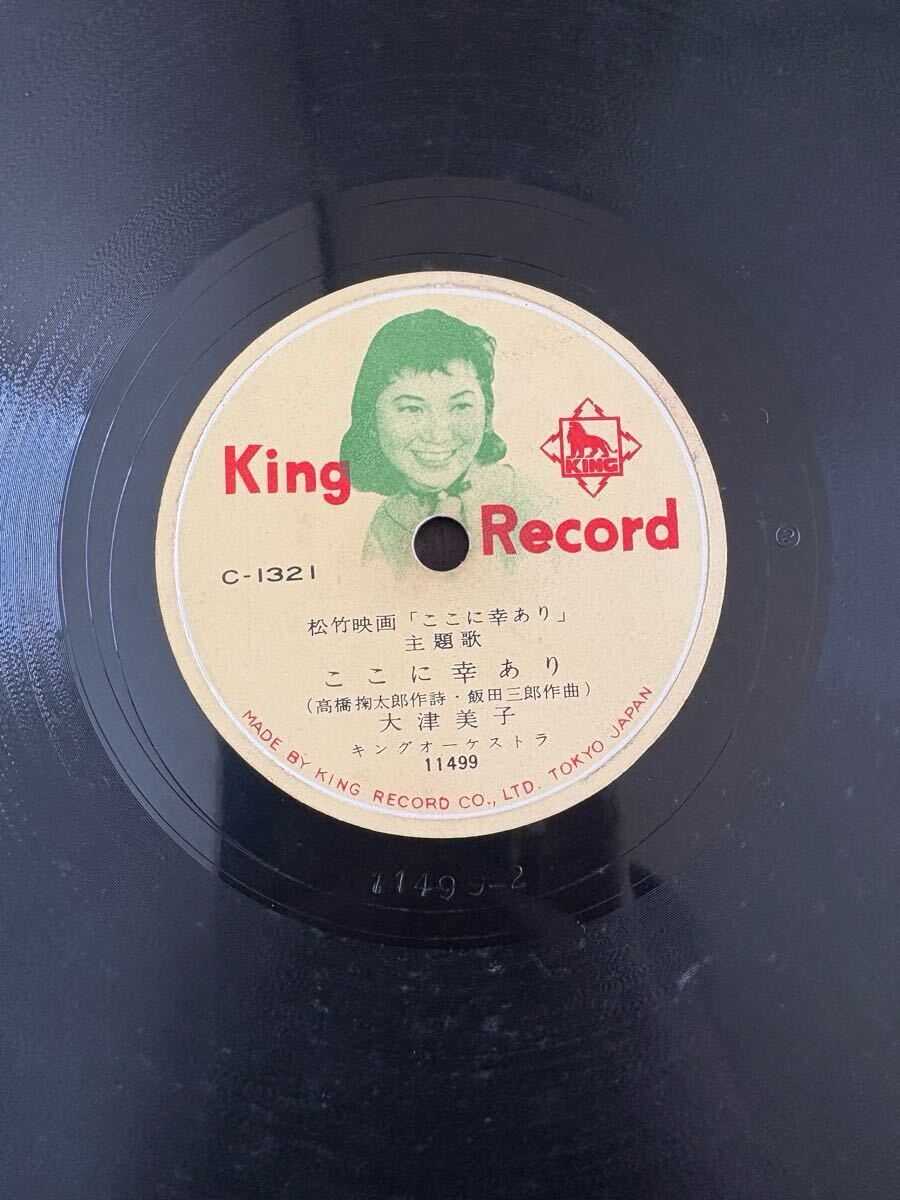 King
KING
Record
C-1321
松竹映画「ここに幸あり」
主題歌
ここに幸あり
(高橋掬太郎作詩・飯田三郎作曲)
大津美子
キングオーケストラ
11499
MADE BY KING RECORD CO., LTD. TOKYO JAPAN
11499-2
②